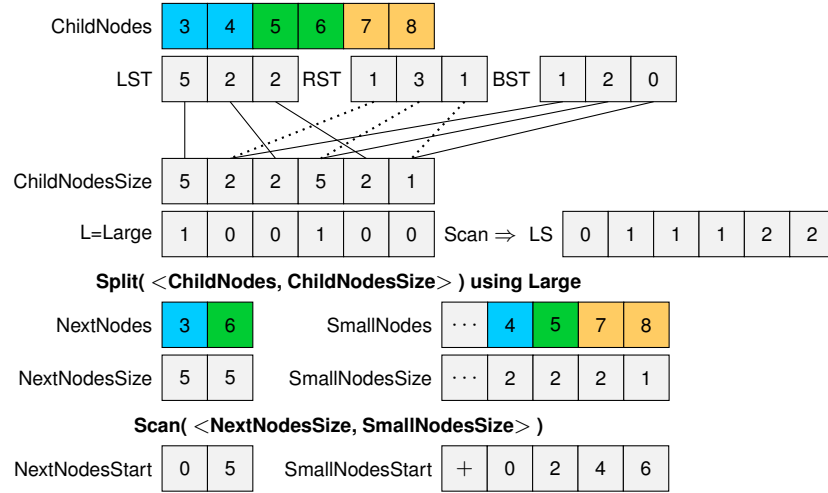 ChildNodes 3 4 5 6 7 8
LST 5 2 2 RST 1 3 1 BST 1 2 0
ChildNodesSize 5 2 2 5 2 1
L=Large 1 0 0 1 0 0 Scan ⇒ LS 0 1 1 1 2 2
Split( <ChildNodes, ChildNodesSize> ) using Large
NextNodes 3 6 SmallNodes ··· 4 5 7 8
NextNodesSize 5 5 SmallNodesSize ··· 2 2 2 1
Scan( <NextNodesSize, SmallNodesSize> )
NextNodesStart 0 5 SmallNodesStart + 0 2 4 6